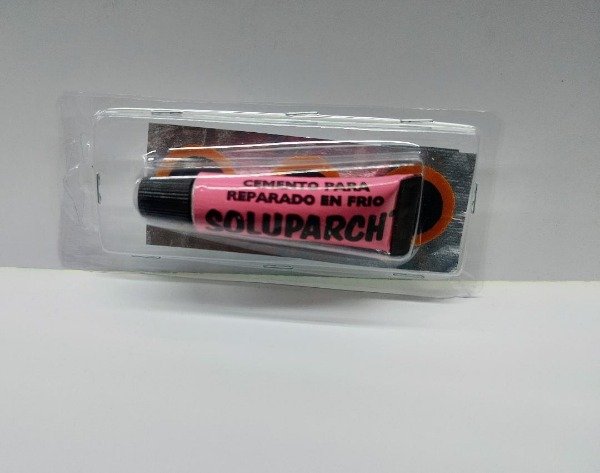 CEMENTO PARA
REPARADO EN FRIO
SOLUPARCH